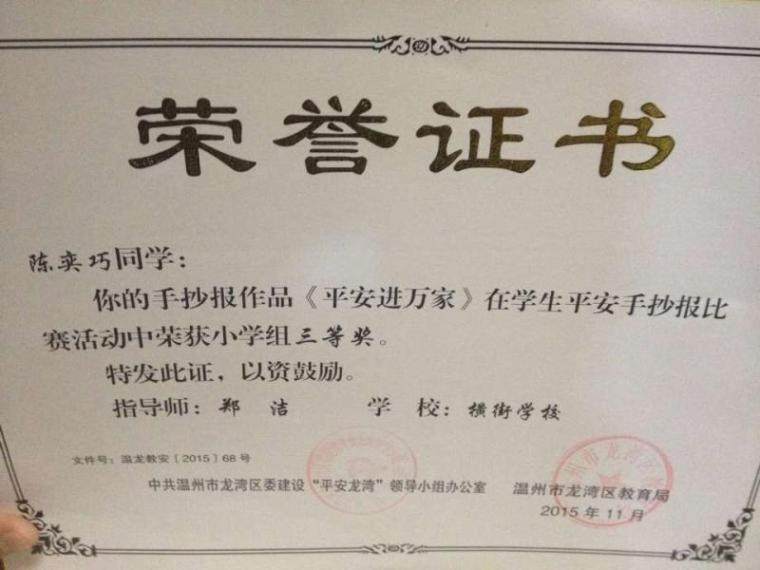 荣誉证书
陈奕巧同学：
你的手抄报作品《平安进万家》在学生平安手抄报比
赛活动中荣获小学组三等奖。
特发此证，以资鼓励。
指导师：郑 洁 学 校：横街学校
文件号：温龙教安〔2015〕68号
中共温州市龙湾区委建设“平安龙湾”领导小组办公室 温州市龙湾区教育局
2015年11月